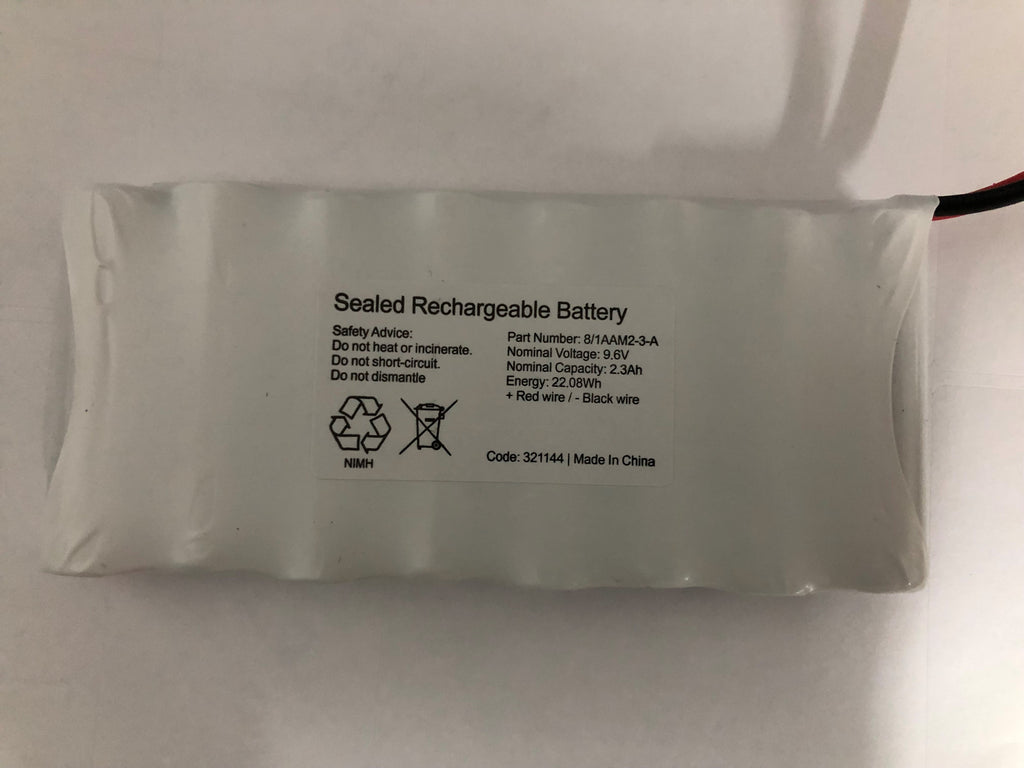 Sealed Rechargeable Battery
Safety Advice:
Do not heat or incinerate.
Do not short-circuit.
Do not dismantle
Part Number: 8/1AAM2-3-A
Nominal Voltage: 9.6V
Nominal Capacity: 2.3Ah
Energy: 22.08Wh
+ Red wire / - Black wire
NIMH
Code: 321144 | Made In China